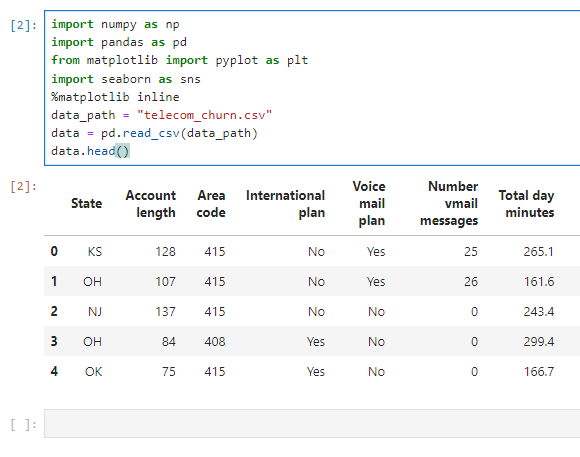 [2]: import numpy as np
import pandas as pd
from matplotlib import pyplot as plt
import seaborn as sns
%matplotlib inline
data_path = "telecom_churn.csv"
data = pd.read_csv(data_path)
data.head()
[2]:
State Account length Area code International plan Voice mail plan Number vmail messages Total day minutes
0 KS 128 415 No Yes 25 265.1
1 OH 107 415 No Yes 26 161.6
2 NJ 137 415 No No 0 243.4
3 OH 84 408 Yes No 0 299.4
4 OK 75 415 Yes No 0 166.7
[ ]: